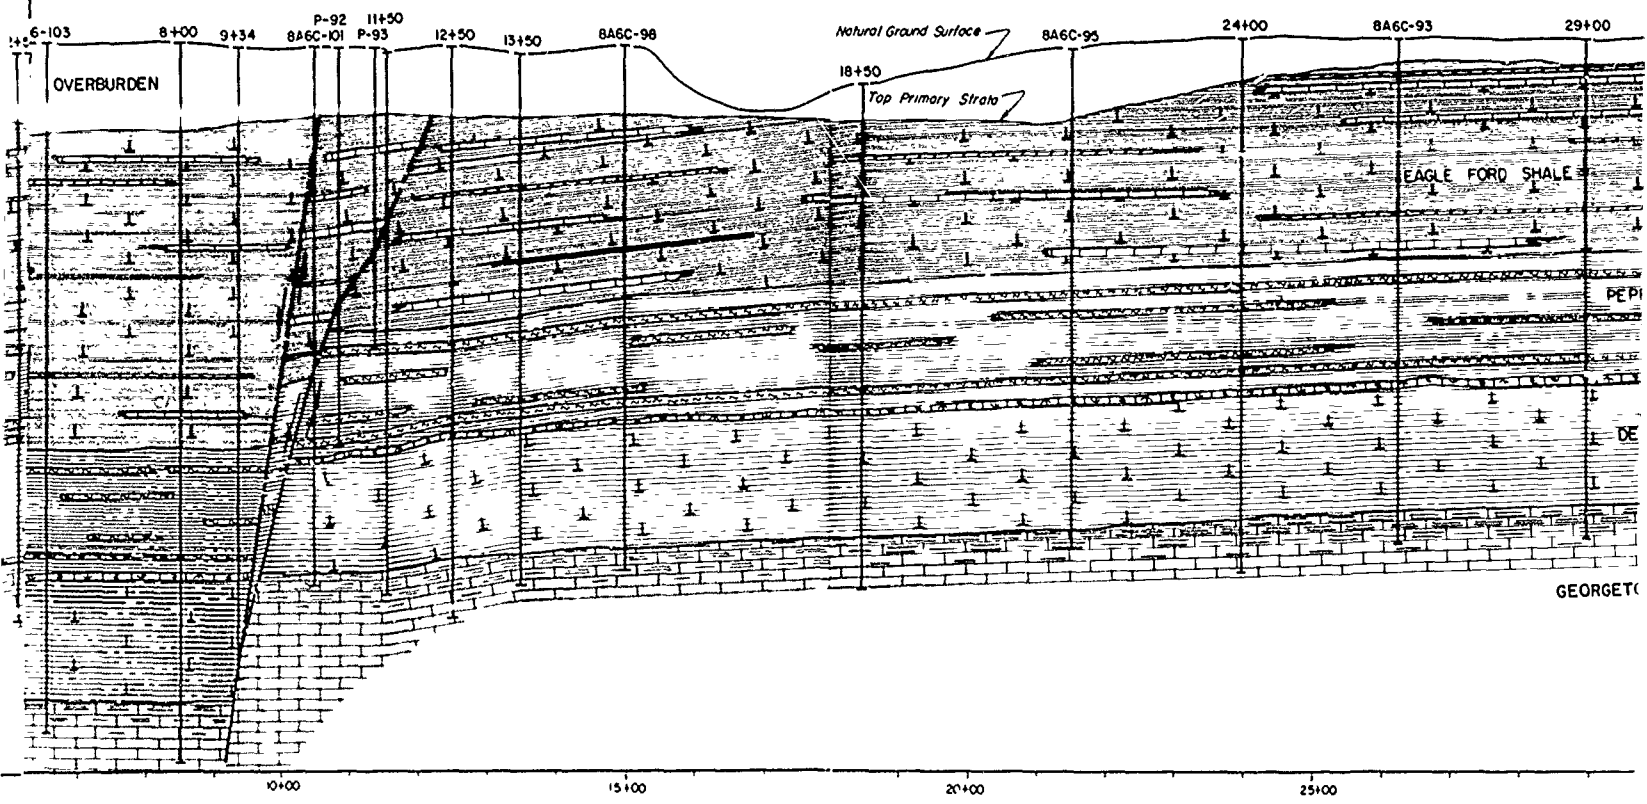 P-92
11+50
6-103
8+00
9+34
8A6C-101
P-93
12+50
13+50
8A6C-96
Natural Ground Surface
8A6C-95
24+00
8A6C-93
29+00
18+50
OVERBURDEN
Top Primary Strata
EAGLE FORD SHALE
PEPI
DE
GEORGET
10+00
15+00
20+00
25+00